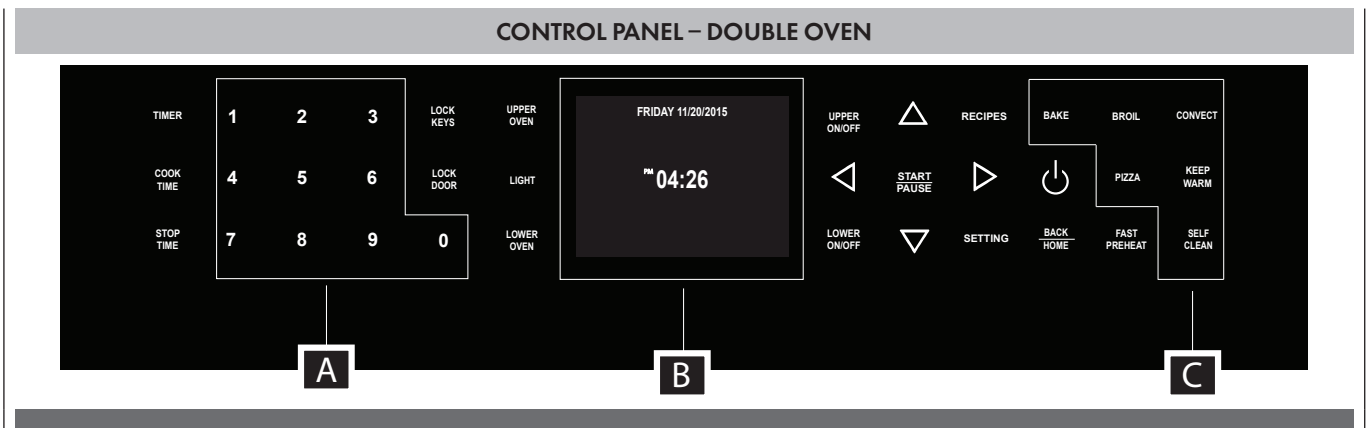 CONTROL PANEL – DOUBLE OVEN
TIMER 1 2 3 LOCK KEYS UPPER OVEN FRIDAY 11/20/2015 UPPER ON/OFF RECIPES BAKE BROIL CONVECT
COOK TIME 4 5 6 LOCK DOOR LIGHT PM 04:26 START PAUSE PIZZA KEEP WARM
STOP TIME 7 8 9 0 LOWER OVEN LOWER ON/OFF SETTING BACK HOME FAST PREHEAT SELF CLEAN
A B C